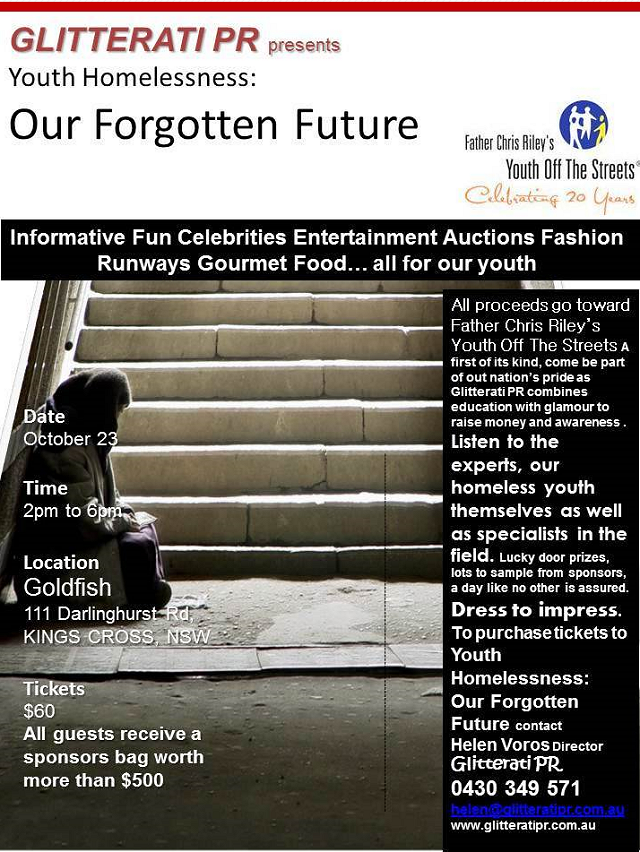 GLITTERATI PR presents
Youth Homelessness:
Our Forgotten Future
Father Chris Riley's
Youth Off The Streets®
Celebrating 20 Years
Informative Fun Celebrities Entertainment Auctions Fashion
Runways Gourmet Food… all for our youth
Date
October 23
Time
2pm to 6pm
Location
Goldfish
111 Darlinghurst Rd,
KINGS CROSS, NSW
Tickets
$60
All guests receive a
sponsors bag worth
more than $500
All proceeds go toward
Father Chris Riley's
Youth Off The Streets A
first of its kind, come be part
of out nation's pride as
Glitterati PR combines
education with glamour to
raise money and awareness .
Listen to the
experts, our
homeless youth
themselves as well
as specialists in the
field. Lucky door prizes,
lots to sample from sponsors,
a day like no other is assured.
Dress to impress.
To purchase tickets to
Youth
Homelessness:
Our Forgotten
Future contact
Helen Voros Director
Glitterati PR
0430 349 571
helen@glitteratipr.com.au
www.glitteratipr.com.au